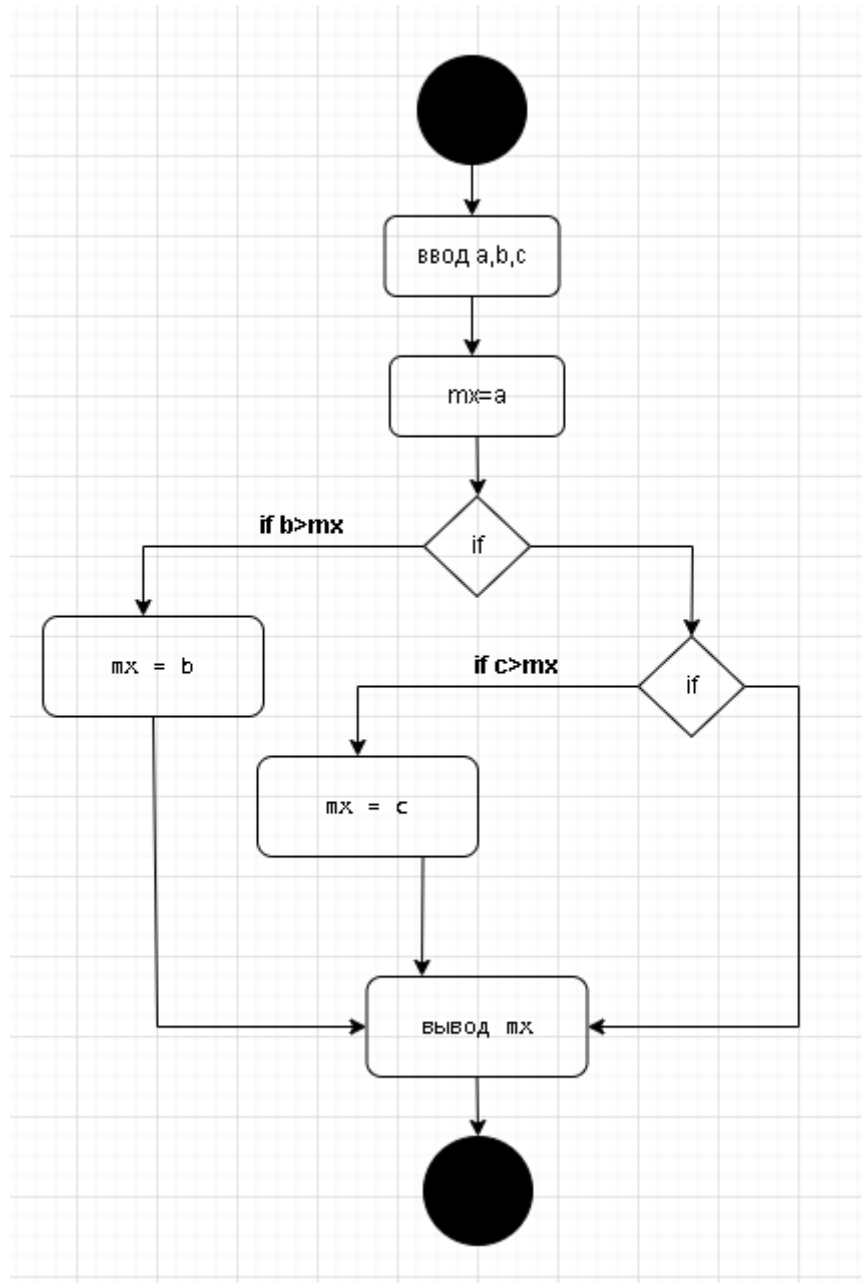 ввод a,b,c
mx=a
if b>mx
if
mx = b
if c>mx
if
mx = c
вывод mx